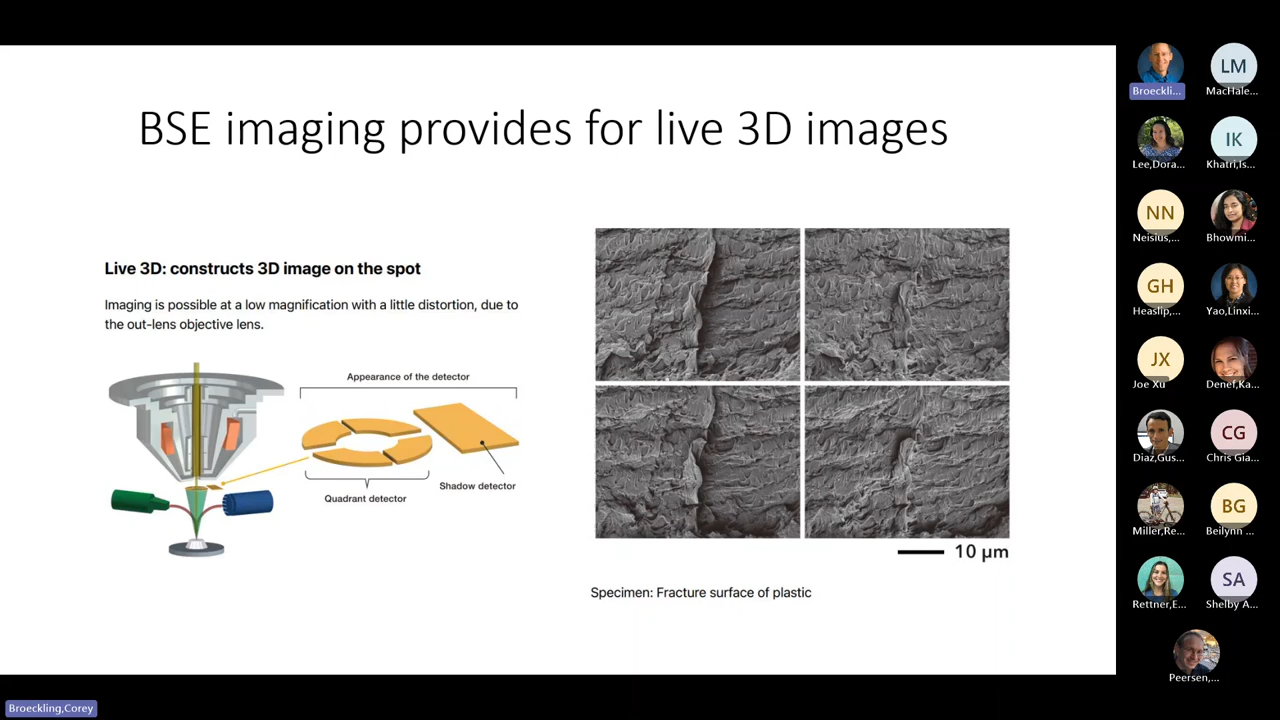 BSE imaging provides for live 3D images
Live 3D: constructs 3D image on the spot
Imaging is possible at a low magnification with a little distortion, due to
the out-lens objective lens.
Appearance of the detector
Shadow detector
Quadrant detector
10 μm
Specimen: Fracture surface of plastic
Broeckli...
LM
MacHale...
Lee,Dora...
IK
Khatri,Is...
NN
Neisius,...
Bhowmi...
GH
Heaslip,...
Yao,Linxi...
JX
Joe Xu
Denef,Ka...
Diaz,Gus...
CG
Chris Gia...
Miller,Re...
BG
Beilynn ...
Rettner,E...
SA
Shelby A...
Peersen,...
Broeckling,Corey